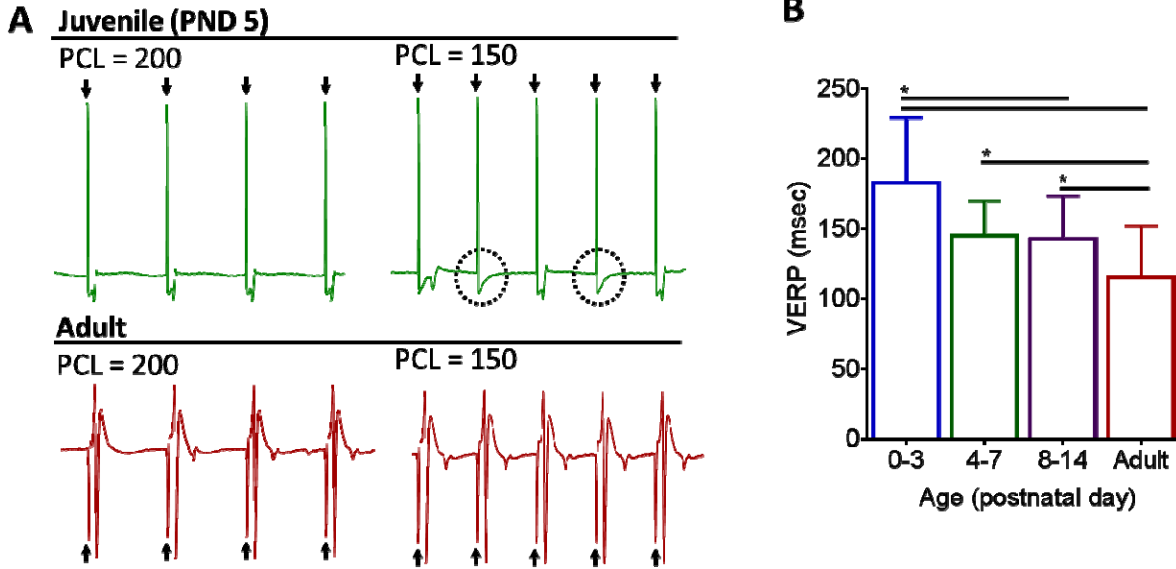 A
Juvenile (PND 5)
PCL = 200
PCL = 150
Adult
PCL = 200
PCL = 150
B
VERP (msec)
250
200
150
100
50
0
*
*
*
0-3 4-7 8-14 Adult
Age (postnatal day)